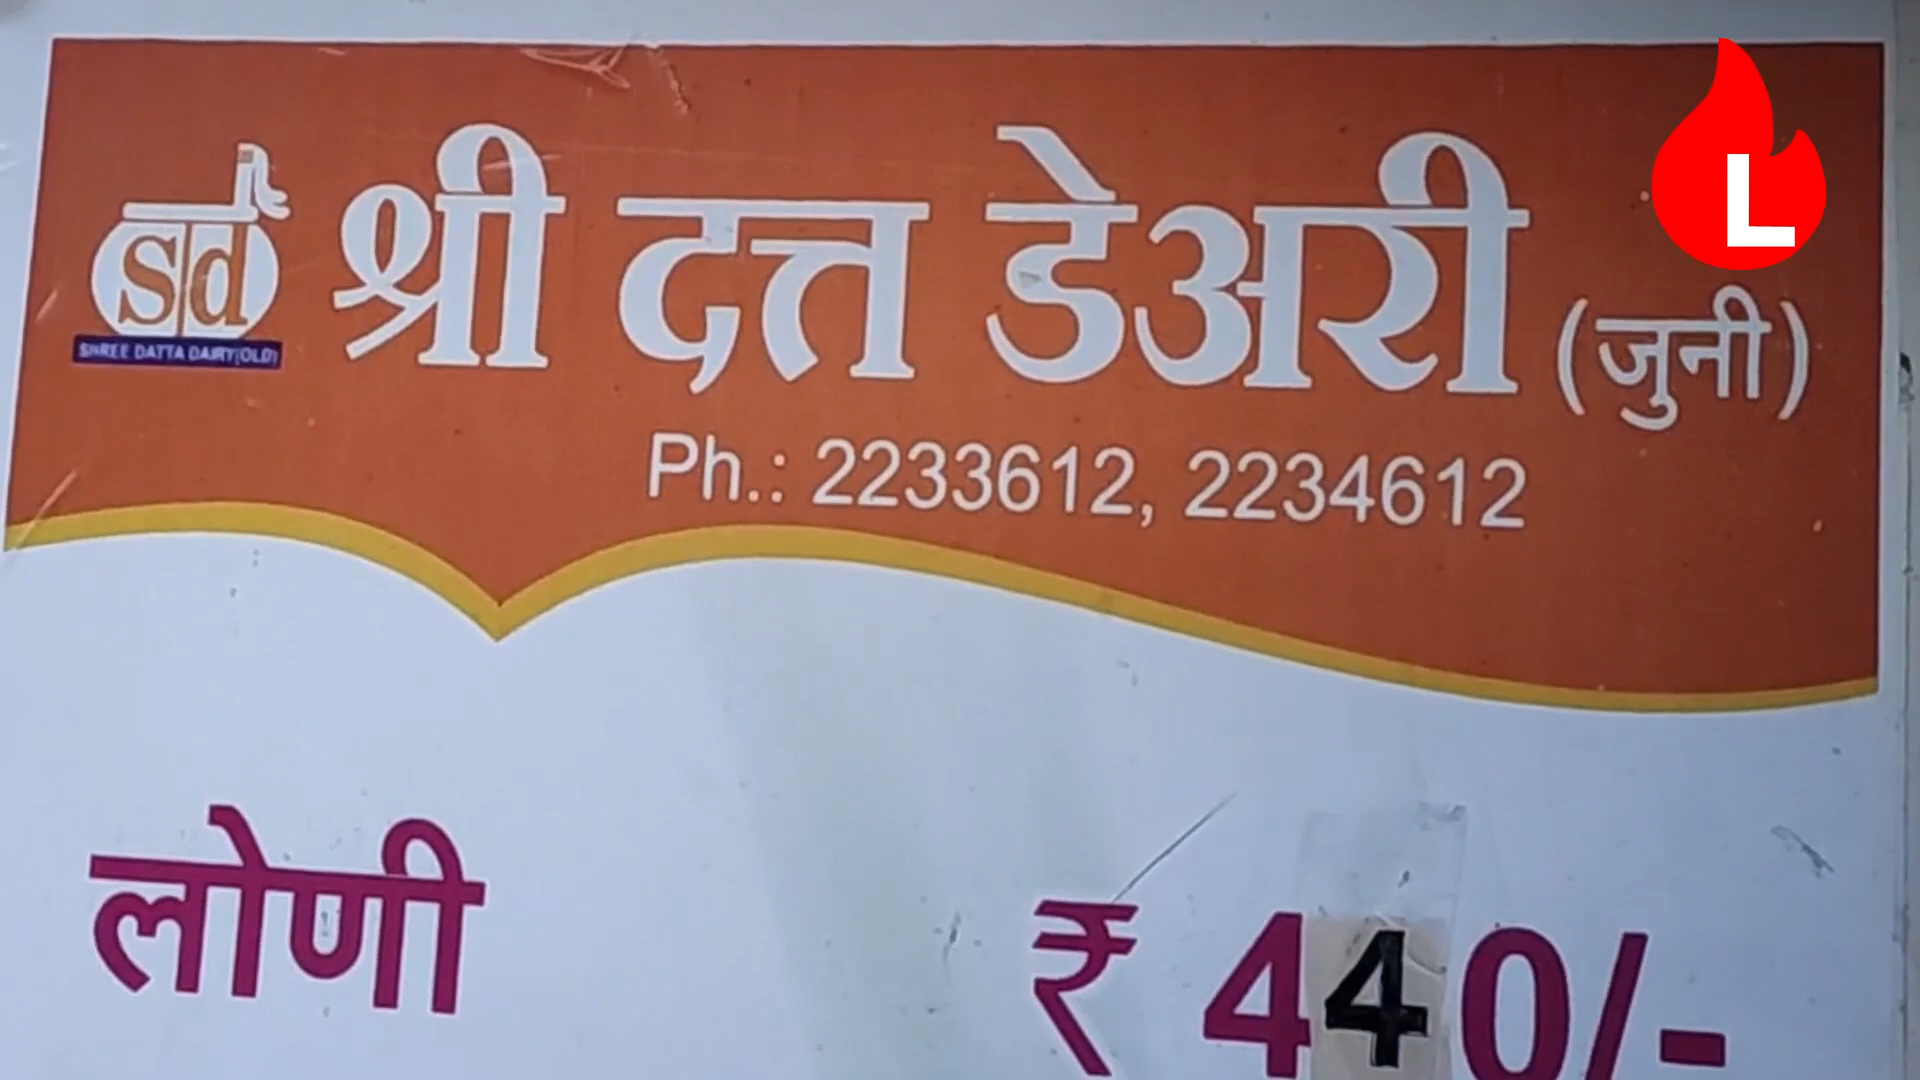 L
sd
श्री दत्त डेअरी (जुनी)
SHREE DATTA DAIRY(OLD)
Ph.: 2233612, 2234612
लोणी ₹ 440/-